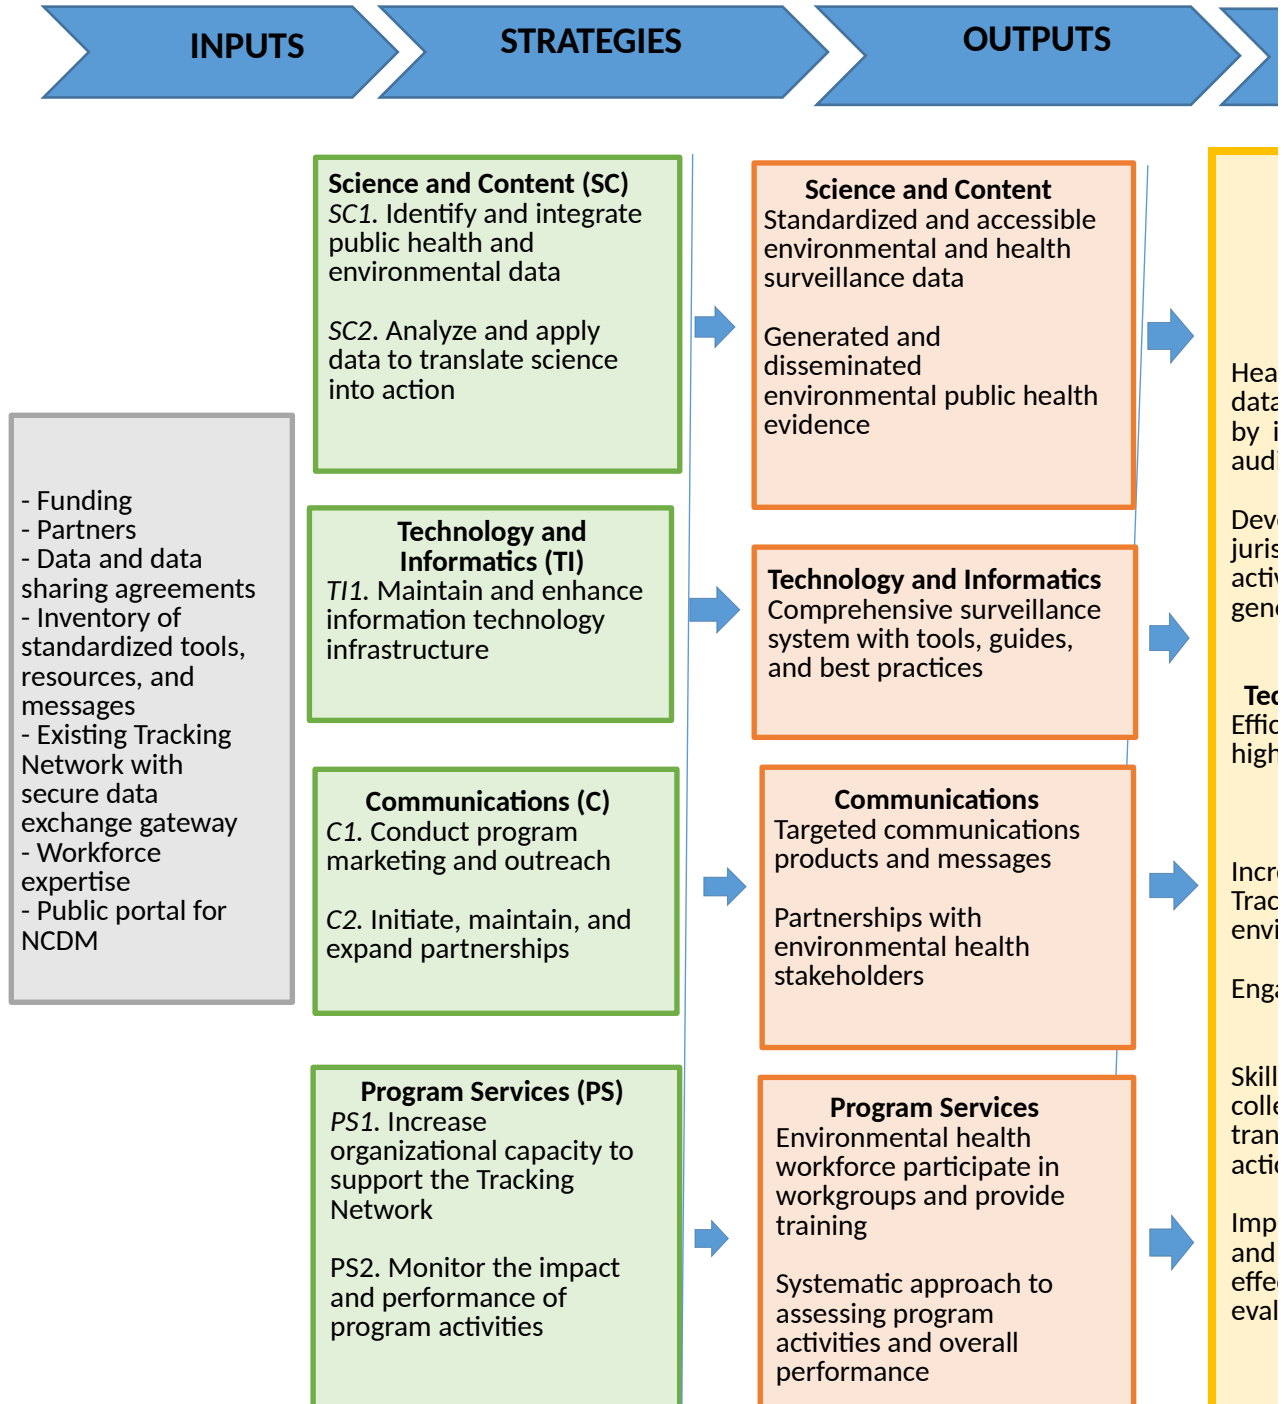 INPUTS
STRATEGIES
OUTPUTS
- Funding
- Partners
- Data and data
sharing agreements
- Inventory of
standardized tools,
resources, and
messages
- Existing Tracking
Network with
secure data
exchange gateway
- Workforce
expertise
- Public portal for
NCDM
Science and Content (SC)
SC1. Identify and integrate
public health and
environmental data
SC2. Analyze and apply
data to translate science
into action
Technology and
Informatics (TI)
TI1. Maintain and enhance
information technology
infrastructure
Communications (C)
C1. Conduct program
marketing and outreach
C2. Initiate, maintain, and
expand partnerships
Program Services (PS)
PS1. Increase
organizational capacity to
support the Tracking
Network
PS2. Monitor the impact
and performance of
program activities
Science and Content
Standardized and accessible
environmental and health
surveillance data
Generated and
disseminated
environmental public health
evidence
Technology and Informatics
Comprehensive surveillance
system with tools, guides,
and best practices
Communications
Targeted communications
products and messages
Partnerships with
environmental health
stakeholders
Program Services
Environmental health
workforce participate in
workgroups and provide
training
Systematic approach to
assessing program
activities and overall
performance
by
and